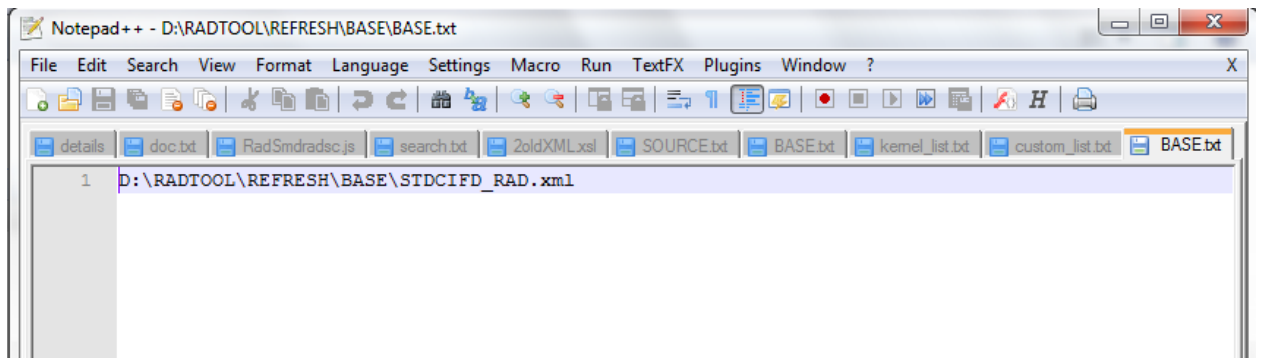 Notepad++ - D:\RADTOOL\REFRESH\BASE\BASE.txt
File Edit Search View Format Language Settings Macro Run TextFX Plugins Window ? X
details doc.txt RadSmdradsc.js search.txt 2oldXML.xsl SOURCE.txt BASE.txt kernel_list.txt custom_list.txt BASE.txt
1 D:\RADTOOL\REFRESH\BASE\STDCIFD_RAD.xml